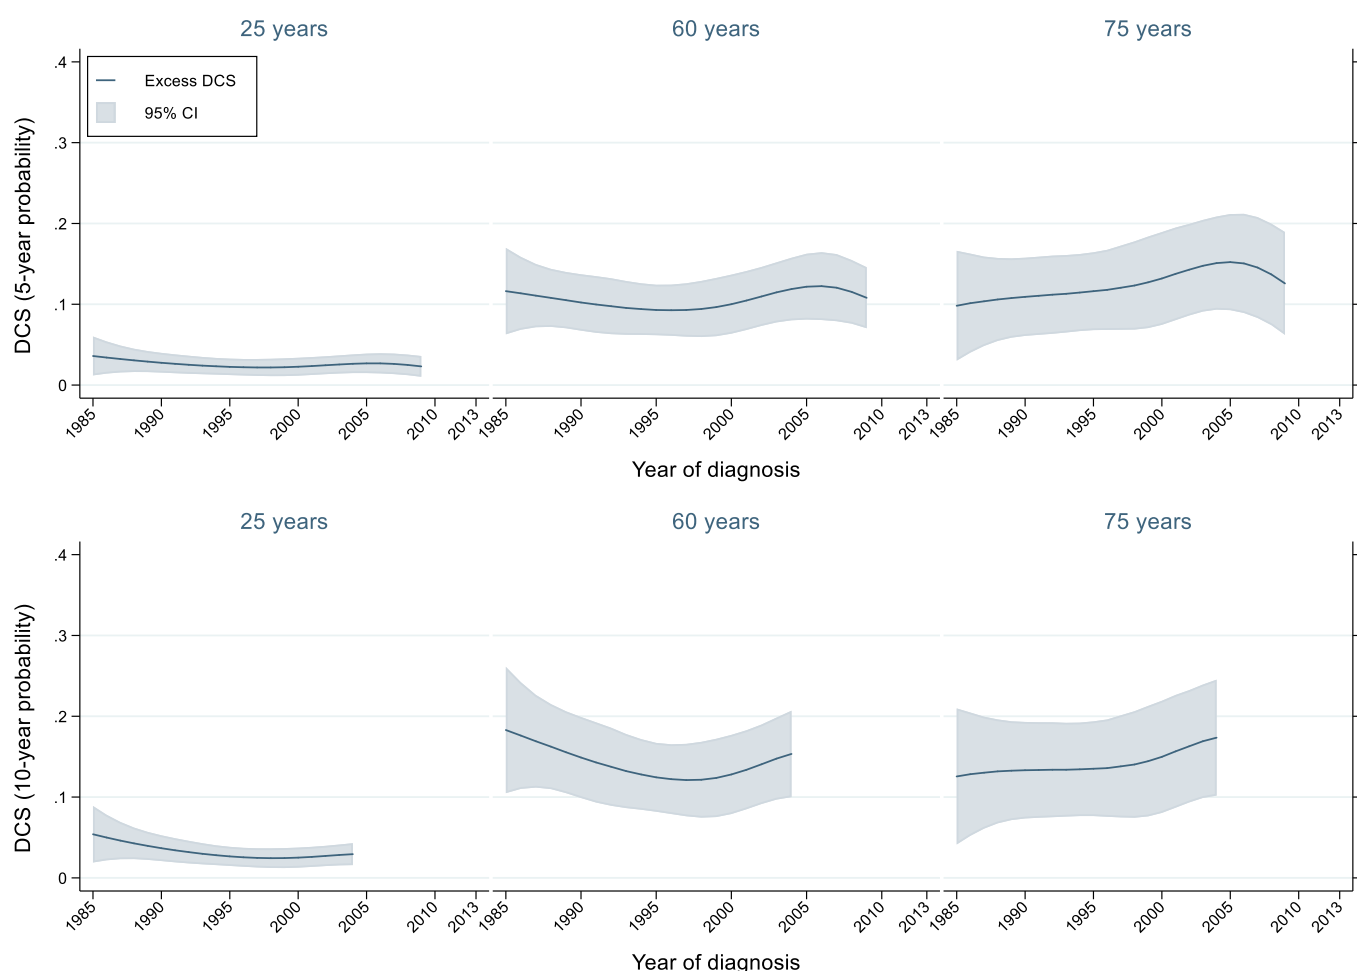 25 years 60 years 75 years
DCS (5-year probability)
.4
.3
.2
.1
0
Excess DCS
95% CI
1985 1990 1995 2000 2005 2010 2013 1985 1990 1995 2000 2005 2010 2013 1985 1990 1995 2000 2005 2010 2013
Year of diagnosis
25 years 60 years 75 years
DCS (10-year probability)
.4
.3
.2
.1
0
1985 1990 1995 2000 2005 2010 2013 1985 1990 1995 2000 2005 2010 2013 1985 1990 1995 2000 2005 2010 2013
Year of diagnosis